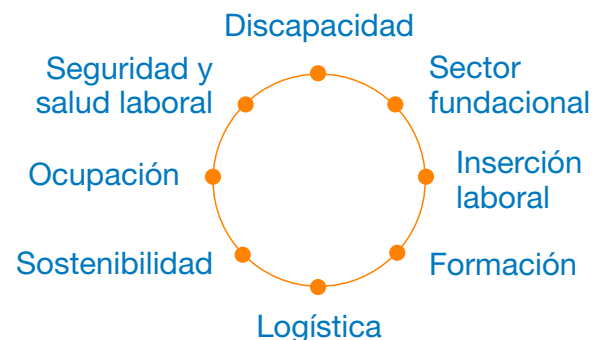 Discapacidad
Sector
fundacional
Inserción
laboral
Formación
Logística
Sostenibilidad
Ocupación
Seguridad y
salud laboral